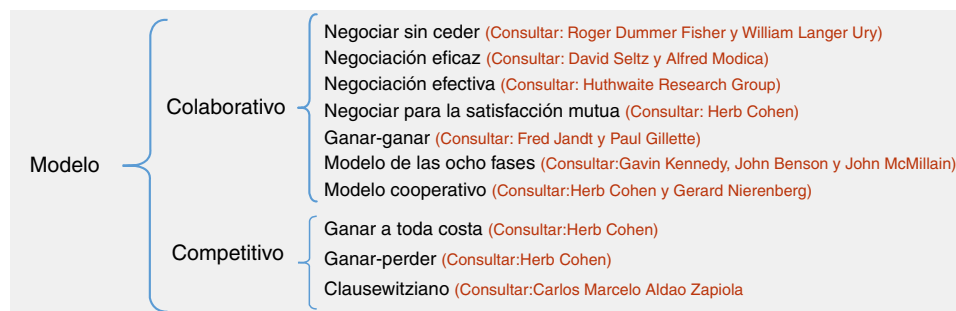 Modelo
Colaborativo
Negociar sin ceder (Consultar: Roger Dummer Fisher y William Langer Ury)
Negociación eficaz (Consultar: David Seltz y Alfred Modica)
Negociación efectiva (Consultar: Huthwaite Research Group)
Negociar para la satisfacción mutua (Consultar: Herb Cohen)
Ganar-ganar (Consultar: Fred Jandt y Paul Gillette)
Modelo de las ocho fases (Consultar:Gavin Kennedy, John Benson y John McMillain)
Modelo cooperativo (Consultar:Herb Cohen y Gerard Nierenberg)
Competitivo
Ganar a toda costa (Consultar:Herb Cohen)
Ganar-perder (Consultar:Herb Cohen)
Clausewitziano (Consultar:Carlos Marcelo Aldao Zapiola